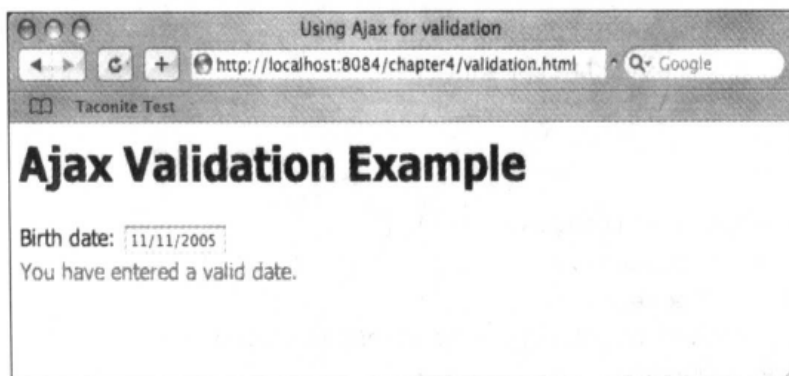 Using Ajax for validation
http://localhost:8084/chapter4/validation.html
Google
Taconite Test
Ajax Validation Example
Birth date: 11/11/2005
You have entered a valid date.